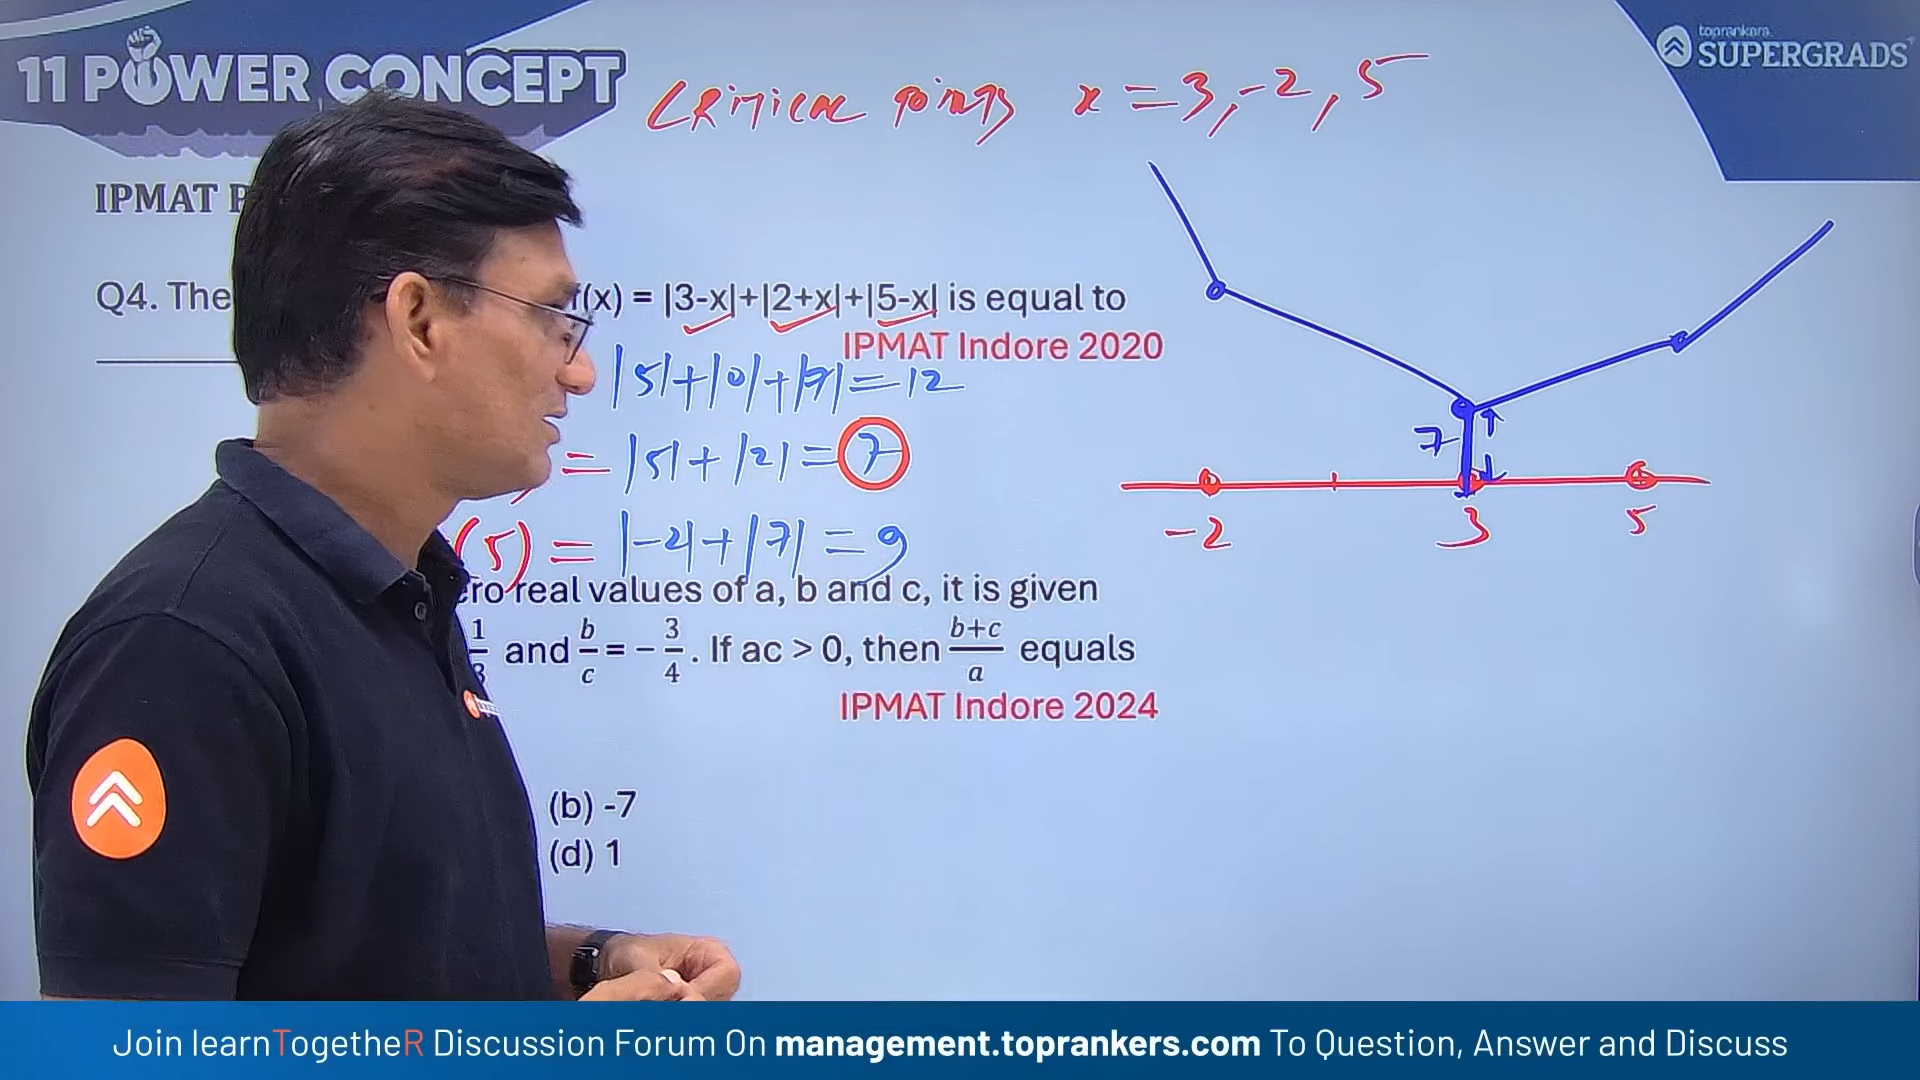 11 POWER CONCEPT
toprankers
SUPERGRADS
Critical points x = 3, -2, 5
IPMAT
Q4. The f(x) = |3-x|+|2+x|+|5-x| is equal to
IPMAT Indore 2020
|5|+|0|+|7| = 12
= |5|+|2| = 7
(5) = |-2|+|7| = 9
7
-2 3 5
real values of a, b and c, it is given
and b/c = - 3/4 . If ac > 0, then b+c/a equals
IPMAT Indore 2024
(b) -7
(d) 1
Join learnTogetheR Discussion Forum On management.toprankers.com To Question, Answer and Discuss